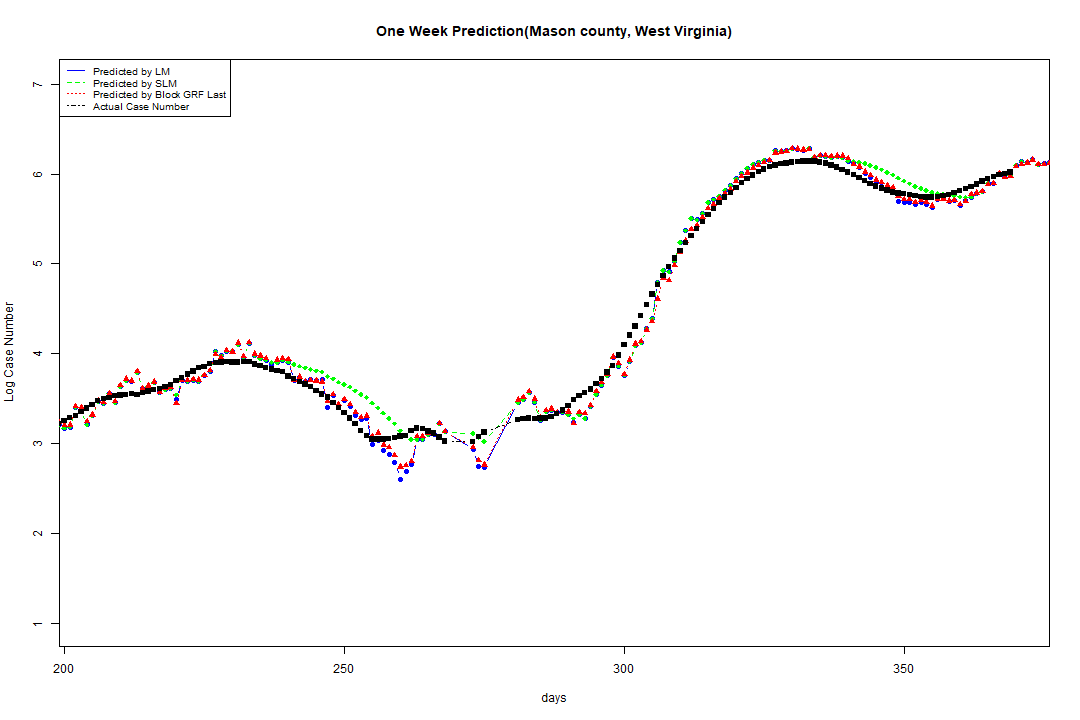 One Week Prediction(Mason county, West Virginia)
Predicted by LM
Predicted by SLM
Predicted by Block GRF Last
Actual Case Number
7
6
5
4
3
2
1
Log Case Number
200 250 300 350
days